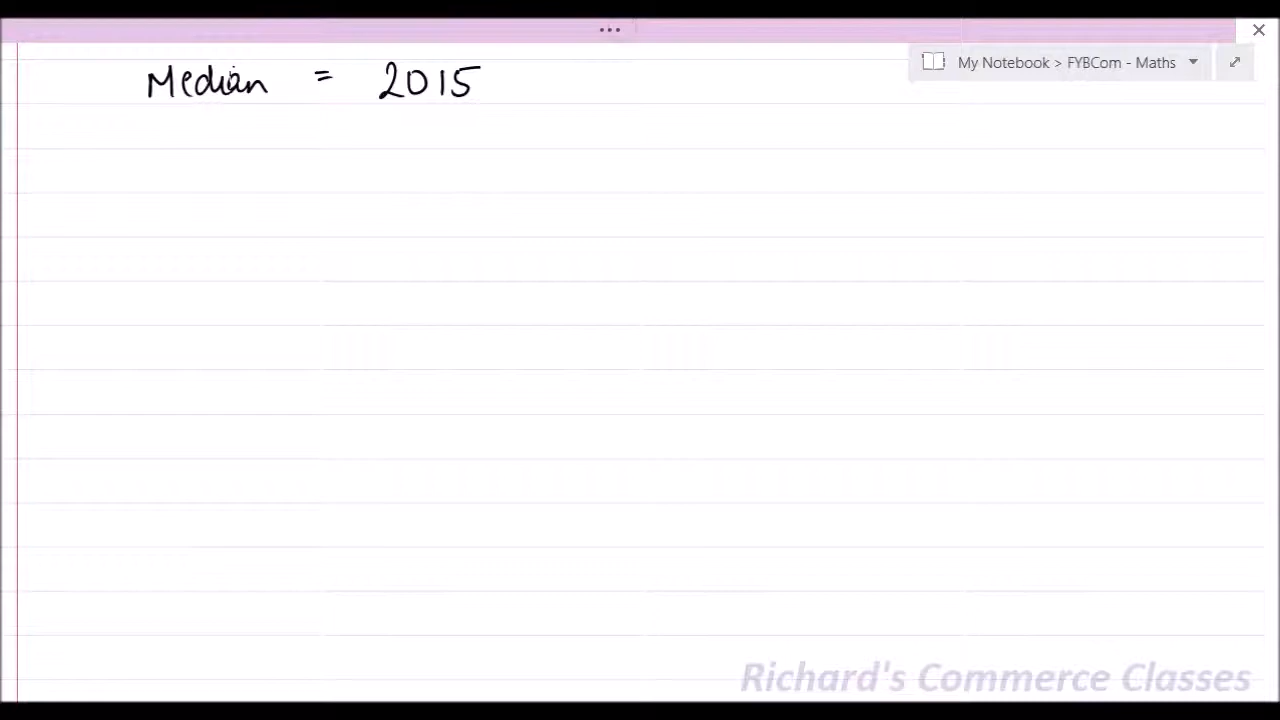 ...
Median = 2015
My Notebook > FYBCom - Maths
Richard's Commerce Classes